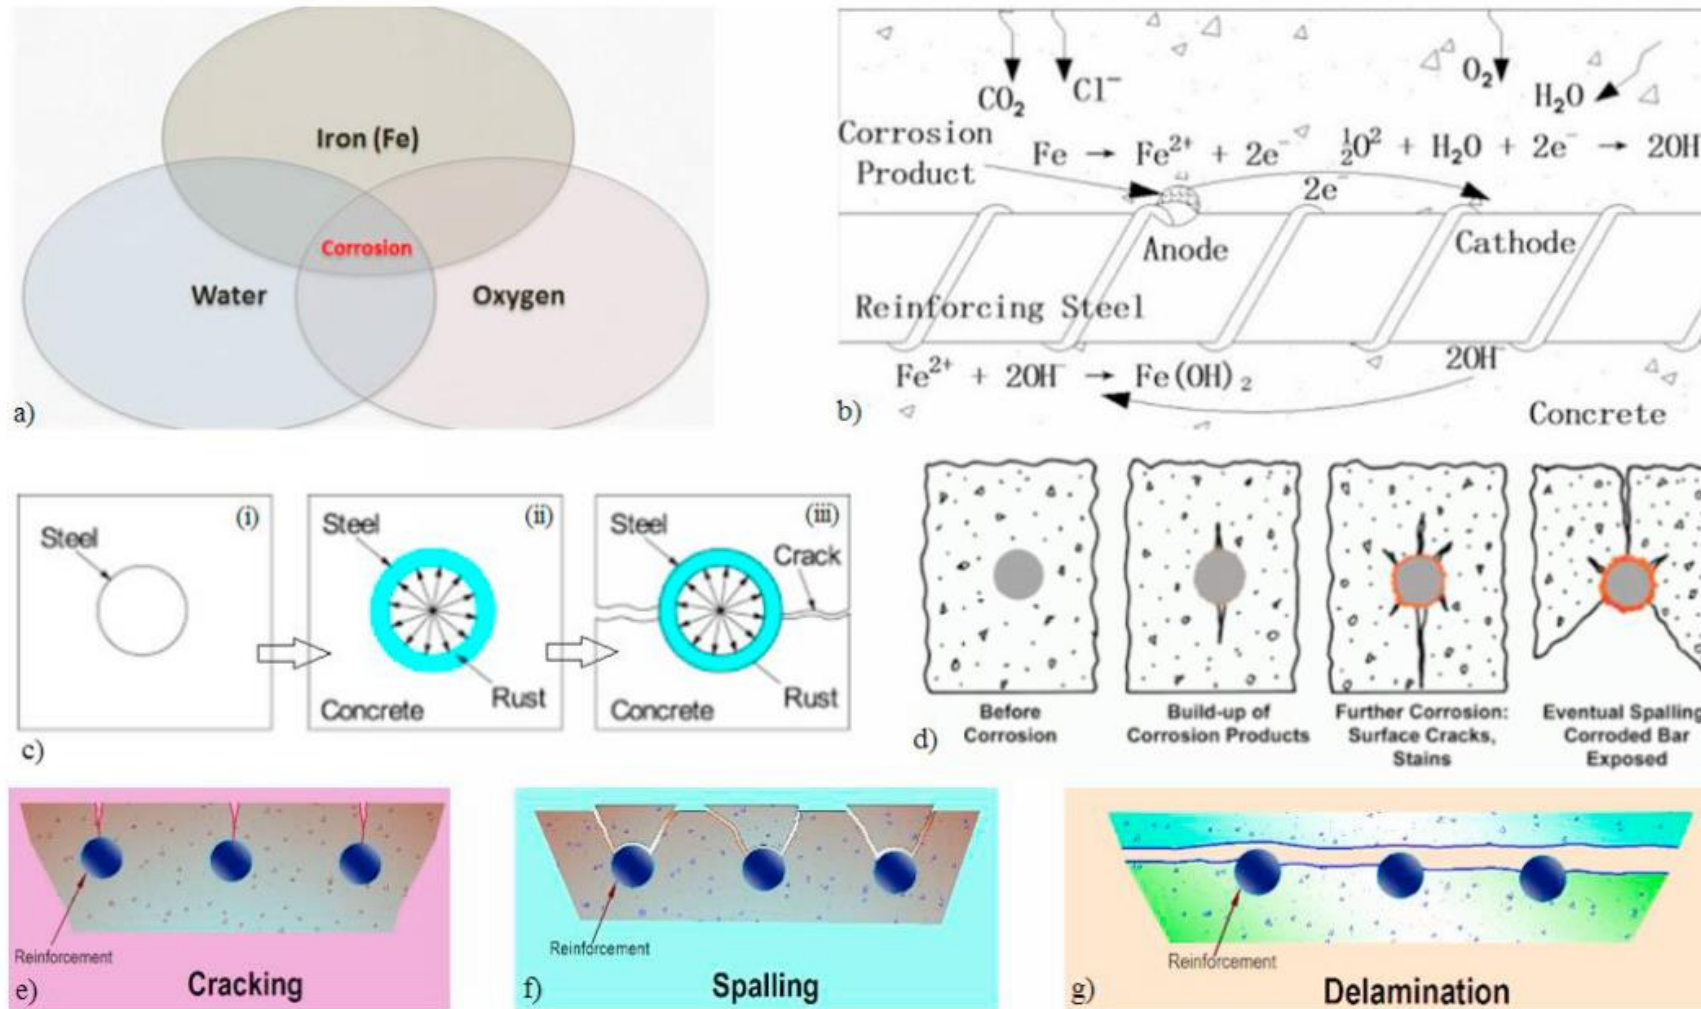 Iron (Fe)
Corrosion
Water
Oxygen
a)
CO₂
Cl⁻
O₂
H₂O
Corrosion
Product
Fe → Fe²⁺ + 2e⁻
½O² + H₂O + 2e⁻ → 2OH
2e⁻
Anode
Cathode
Reinforcing Steel
Fe²⁺ + 2OH⁻ → Fe(OH)₂
2OH⁻
Concrete
b)
(i)
Steel
(ii)
Steel
Rust
Concrete
(iii)
Steel
Crack
Rust
Concrete
c)
Before
Corrosion
Build-up of
Corrosion Products
Further Corrosion:
Surface Cracks,
Stains
Eventual Spalling
Corroded Bar
Exposed
d)
Reinforcement
Cracking
e)
Reinforcement
Spalling
f)
Reinforcement
Delamination
g)